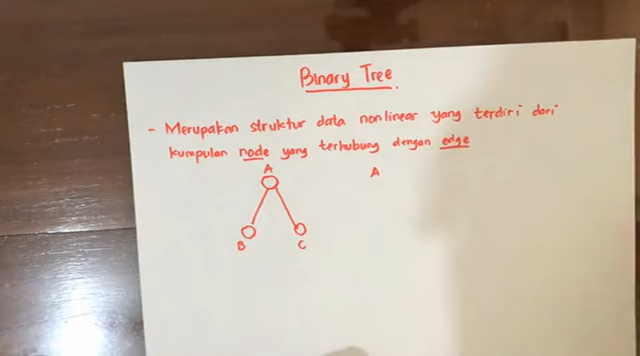 Binary Tree.
- Merupakan struktur data nonlinear yang terdiri dari
kumpulan node yang terhubung dengan edge
A
A
B
C